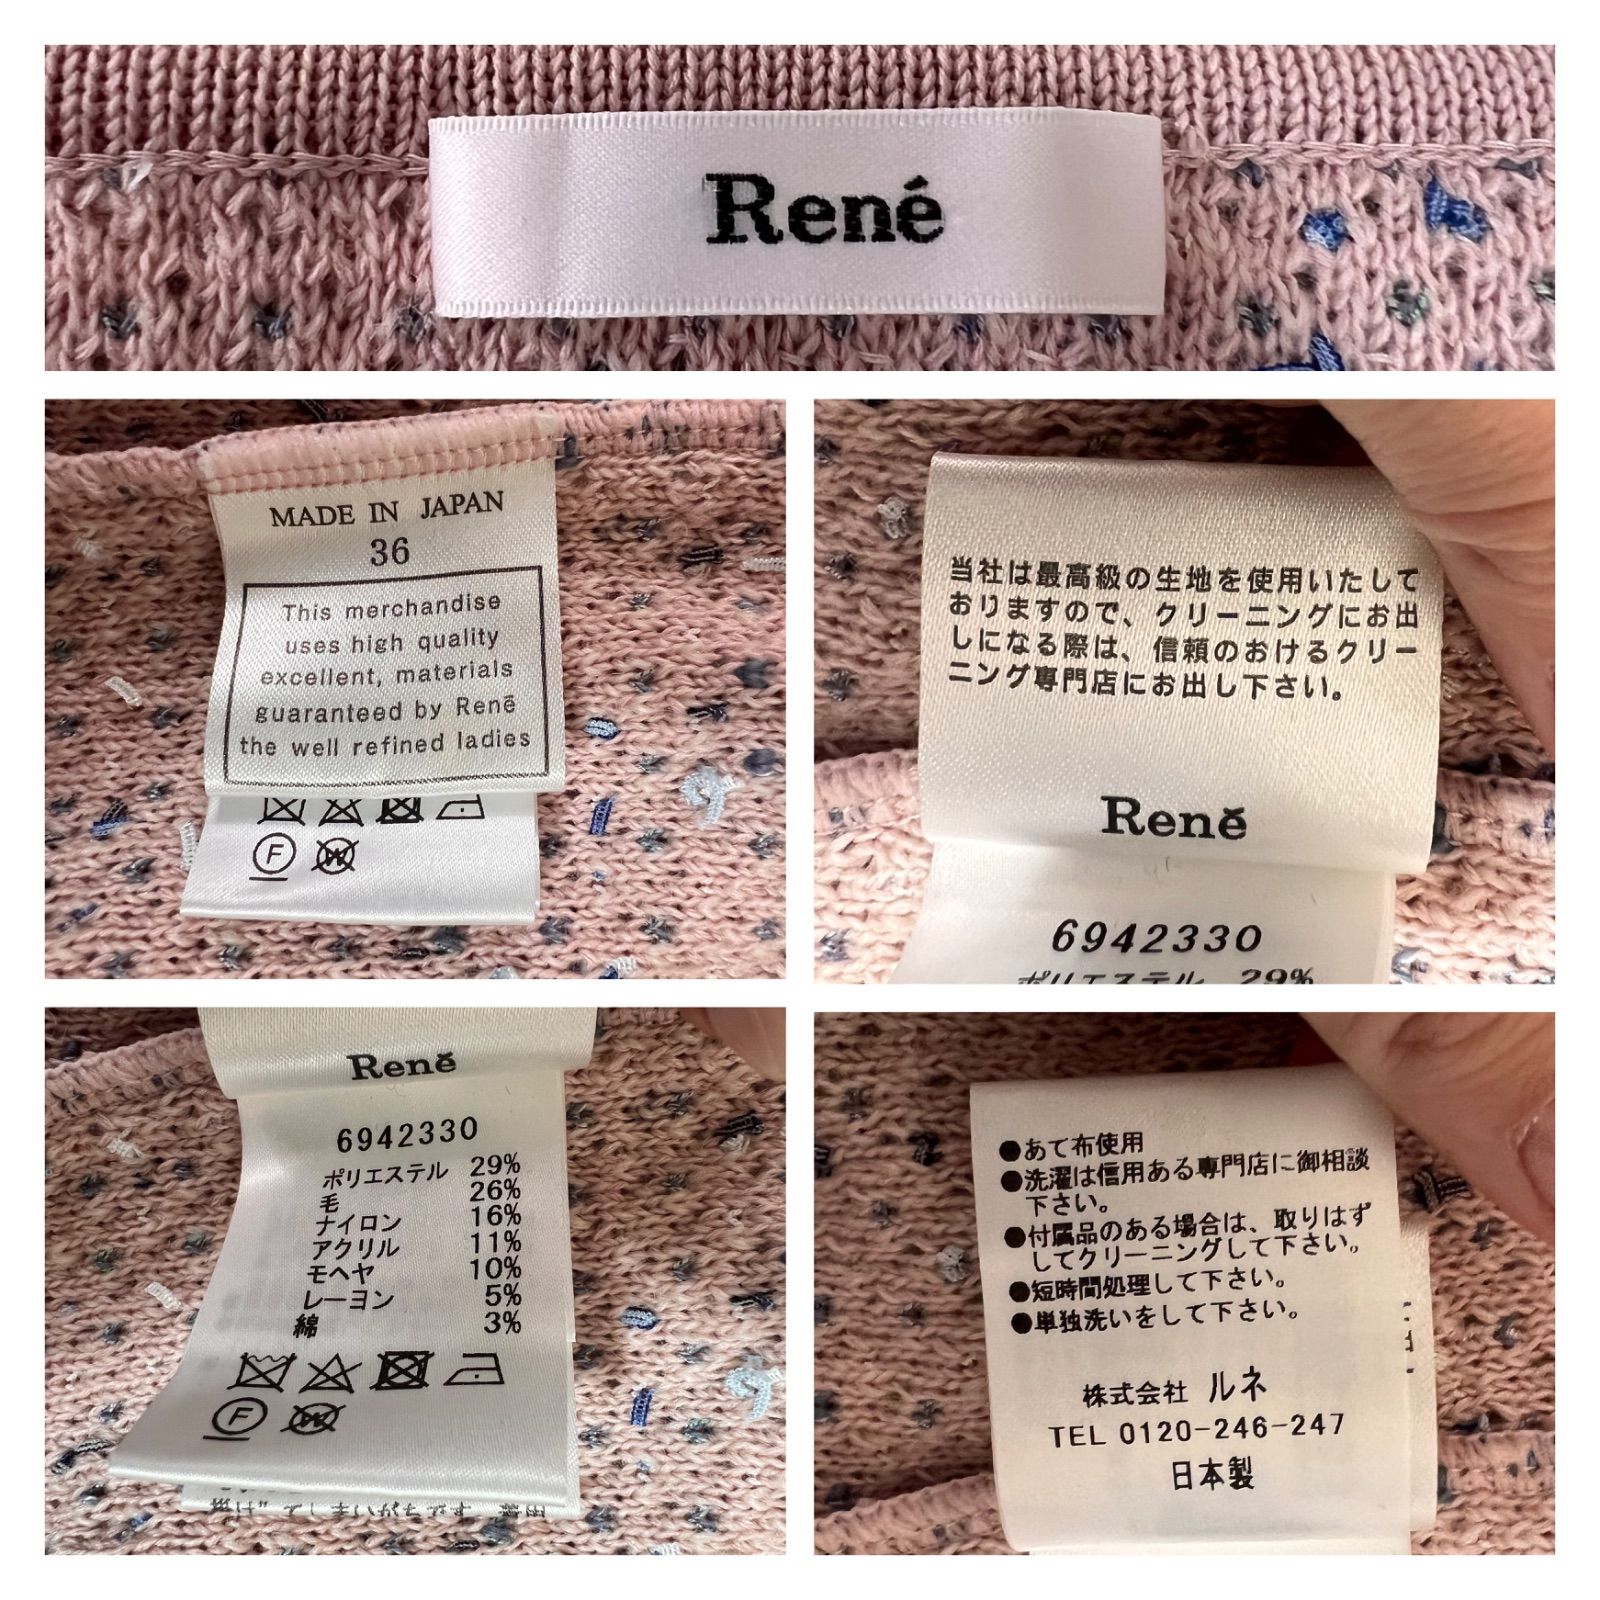 René
MADE IN JAPAN
36
This merchandise
uses high quality
excellent, materials
guaranteed by Renē
the well refined ladies
F
W
当社は最高級の生地を使用いたして
おりますので、クリーニングにお出
しになる際は、信頼のおけるクリー
ニング専門店にお出し下さい。
Renĕ
6942330
ポリエステル 29%
Renĕ
6942330
ポリエステル 29%
毛 26%
ナイロン 16%
アクリル 11%
モヘヤ 10%
レーヨン 5%
綿 3%
F
W
●あて布使用
●洗濯は信用ある専門店に御相談
下さい。
●付属品のある場合は、取りはず
してクリーニングして下さい。
●短時間処理して下さい。
●単独洗いをして下さい。
株式会社 ルネ
TEL 0120-246-247
日本製